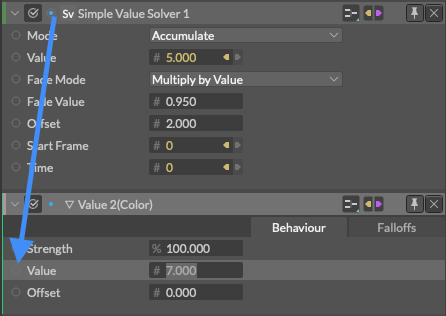 Sv Simple Value Solver 1
Mode Accumulate
Value # 5.000
Fade Mode Multiply by Value
Fade Value # 0.950
Offset # 2.000
Start Frame # 0
Time # 0
Value 2(Color)
Behaviour Falloffs
Strength % 100.000
Value # 7.000
Offset # 0.000